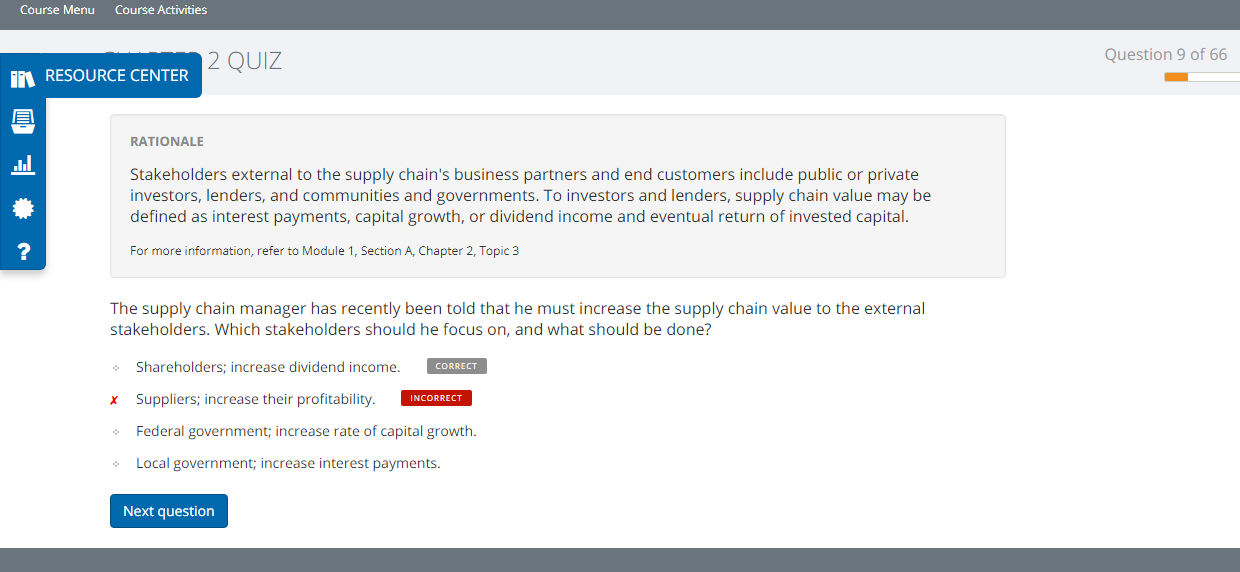 Course Menu Course Activities
2 QUIZ
Question 9 of 66
RESOURCE CENTER
RATIONALE
Stakeholders external to the supply chain's business partners and end customers include public or private
investors, lenders, and communities and governments. To investors and lenders, supply chain value may be
defined as interest payments, capital growth, or dividend income and eventual return of invested capital.
For more information, refer to Module 1, Section A, Chapter 2, Topic 3
?
The supply chain manager has recently been told that he must increase the supply chain value to the external
stakeholders. Which stakeholders should he focus on, and what should be done?
Shareholders; increase dividend income. CORRECT
✗ Suppliers; increase their profitability. INCORRECT
Federal government; increase rate of capital growth.
Local government; increase interest payments.
Next question